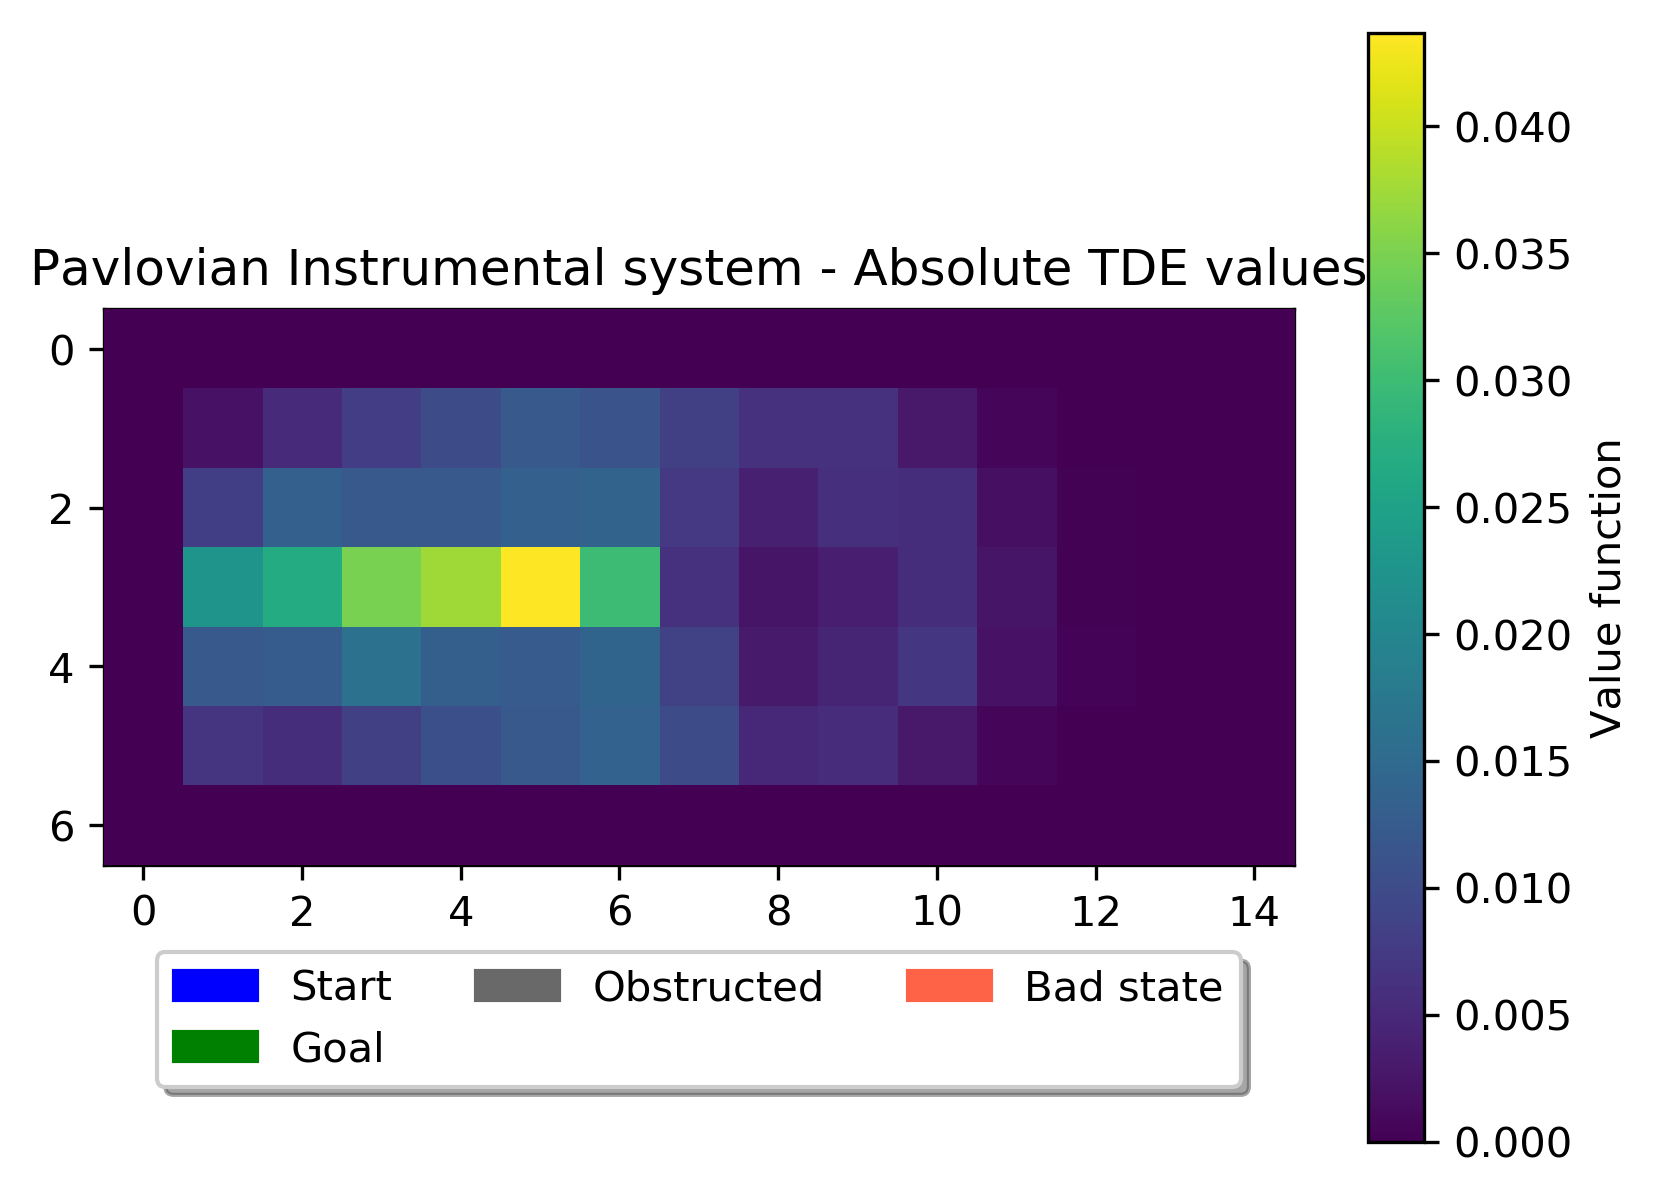 Pavlovian Instrumental system - Absolute TDE values
0
2
4
6
0 2 4 6 8 10 12 14
Start Obstructed Bad state
Goal
0.040
0.035
0.030
0.025
0.020
0.015
0.010
0.005
0.000
Value function